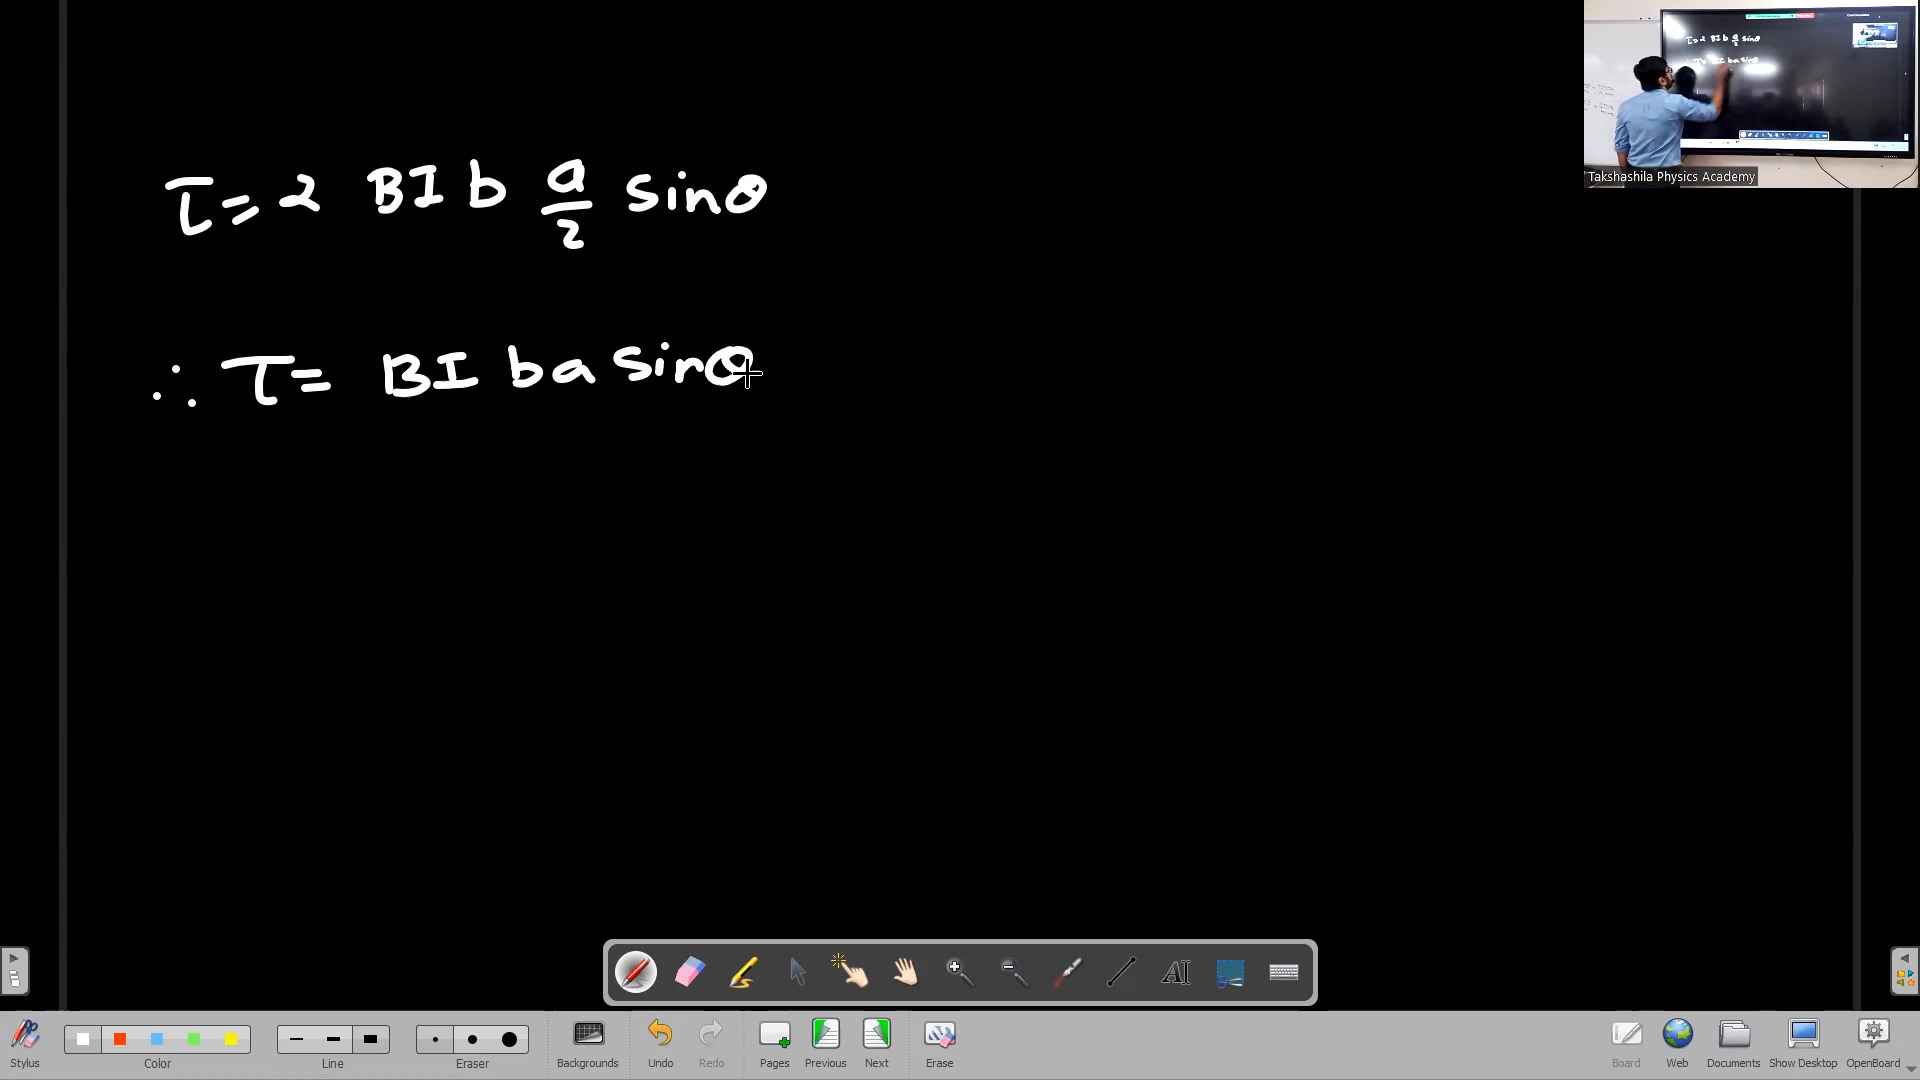 Takshashila Physics Academy
τ = 2 BI b a/2 sinθ
∴ τ = BI ba sinθ
Stylus Color Line Eraser Backgrounds Undo Redo Pages Previous Next Erase Board Web Documents Show Desktop OpenBoard